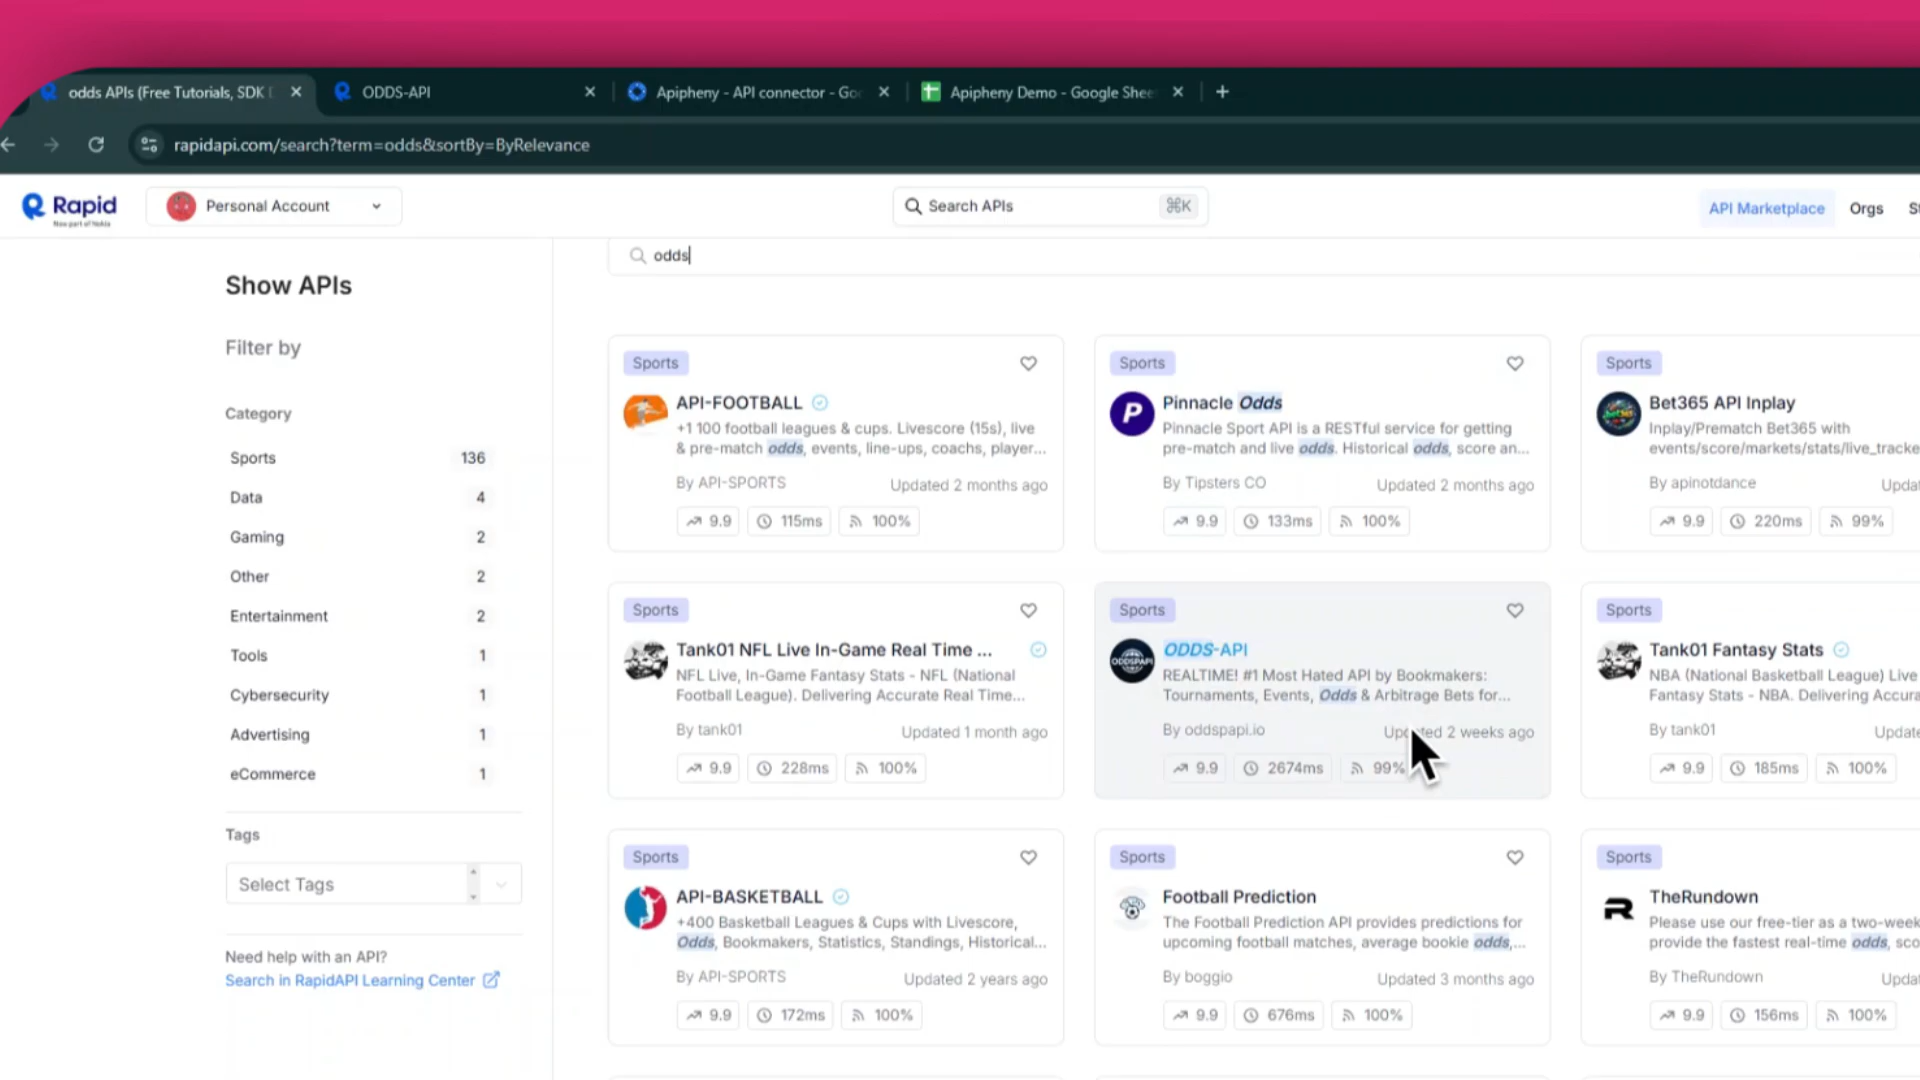 odds APIs (Free Tutorials, SDK
ODDS-API
Apipheny - API connector - Go
Apipheny Demo - Google Shee
rapidapi.com/search?term=odds&sortBy=ByRelevance
Rapid
Now part of Nokia
Personal Account
Search APIs
⌘K
API Marketplace
Orgs
odds
Show APIs
Filter by
Category
Sports 136
Data 4
Gaming 2
Other 2
Entertainment 2
Tools 1
Cybersecurity 1
Advertising 1
eCommerce 1
Tags
Select Tags
Need help with an API?
Search in RapidAPI Learning Center
Sports
API-FOOTBALL
+1 100 football leagues & cups. Livescore (15s), live
& pre-match odds, events, line-ups, coachs, player...
By API-SPORTS
Updated 2 months ago
9.9 115ms 100%
Sports
Pinnacle Odds
Pinnacle Sport API is a RESTful service for getting
pre-match and live odds. Historical odds, score an...
By Tipsters CO
Updated 2 months ago
9.9 133ms 100%
Sports
Bet365 API Inplay
Inplay/Prematch Bet365 with
events/score/markets/stats/live_tracke
By apinotdance
Upda
9.9 220ms 99%
Sports
Tank01 NFL Live In-Game Real Time ...
NFL Live, In-Game Fantasy Stats - NFL (National
Football League). Delivering Accurate Real Time...
By tank01
Updated 1 month ago
9.9 228ms 100%
Sports
ODDSPAPI
ODDS-API
REALTIME! #1 Most Hated API by Bookmakers:
Tournaments, Events, Odds & Arbitrage Bets for...
By oddspapi.io
Updated 2 weeks ago
9.9 2674ms 99%
Sports
Tank01 Fantasy Stats
NBA (National Basketball League) Live
Fantasy Stats - NBA. Delivering Accura
By tank01
Update
9.9 185ms 100%
Sports
API-BASKETBALL
+400 Basketball Leagues & Cups with Livescore,
Odds, Bookmakers, Statistics, Standings, Historical...
By API-SPORTS
Updated 2 years ago
9.9 172ms 100%
Sports
Football Prediction
The Football Prediction API provides predictions for
upcoming football matches, average bookie odds,...
By boggio
Updated 3 months ago
9.9 676ms 100%
Sports
TheRundown
Please use our free-tier as a two-week
provide the fastest real-time odds, sco
By TheRundown
Upda
9.9 156ms 100%